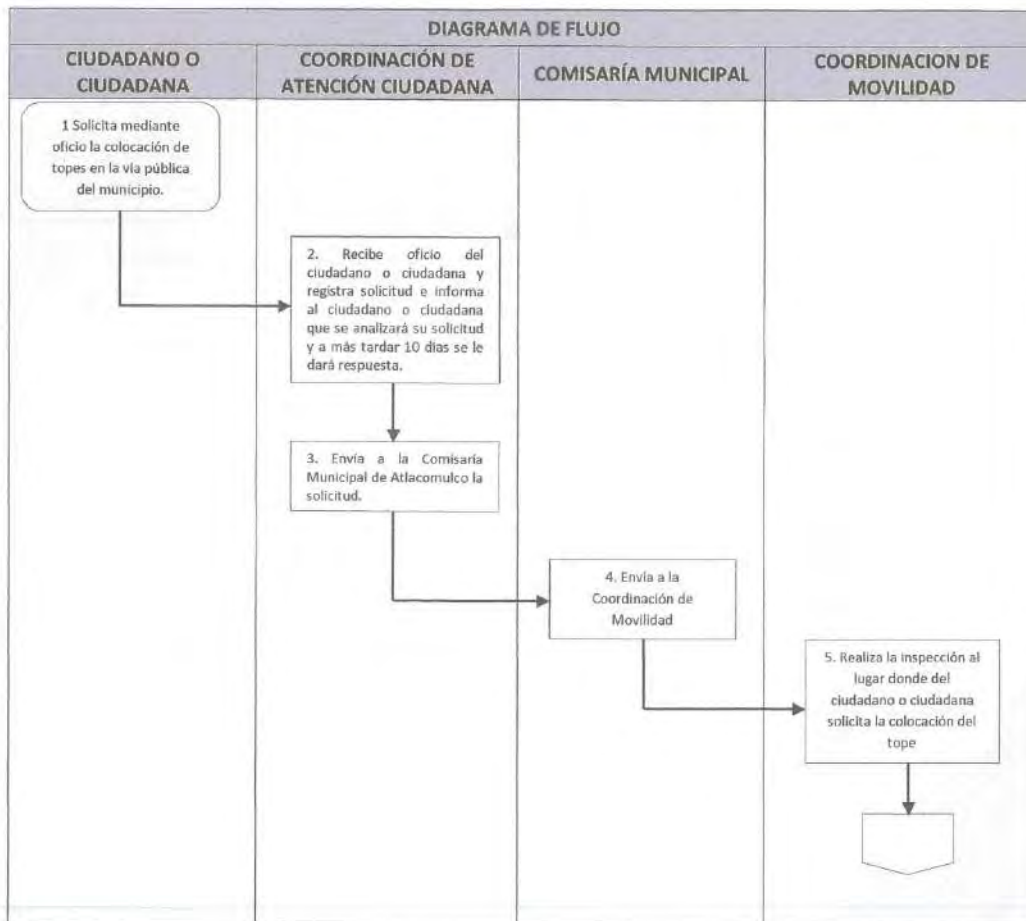 DIAGRAMA DE FLUJO
CIUDADANO O
CIUDADANA
COORDINACIÓN DE
ATENCIÓN CIUDADANA
COMISARÍA MUNICIPAL
COORDINACION DE
MOVILIDAD
1 Solicita mediante
oficio la colocación de
topes en la vía pública
del municipio.
2. Recibe oficio del
ciudadano o ciudadana y
registra solicitud e informa
al ciudadano o ciudadana
que se analizará su solicitud
y a más tardar 10 días se le
dará respuesta.
3. Envía a la Comisaría
Municipal de Atlacomulco la
solicitud.
4. Envía a la
Coordinación de
Movilidad
5. Realiza la inspección al
lugar donde del
ciudadano o ciudadana
solicita la colocación del
tope